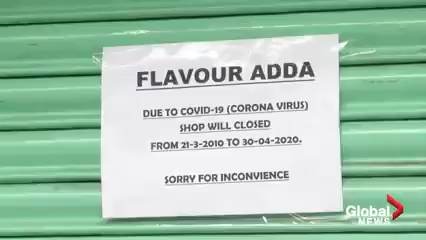 FLAVOUR ADDA
DUE TO COVID-19 (CORONA VIRUS)
SHOP WILL CLOSED
FROM 21-3-2010 TO 30-04-2020.
SORRY FOR INCONVIENCE
Global
NEWS